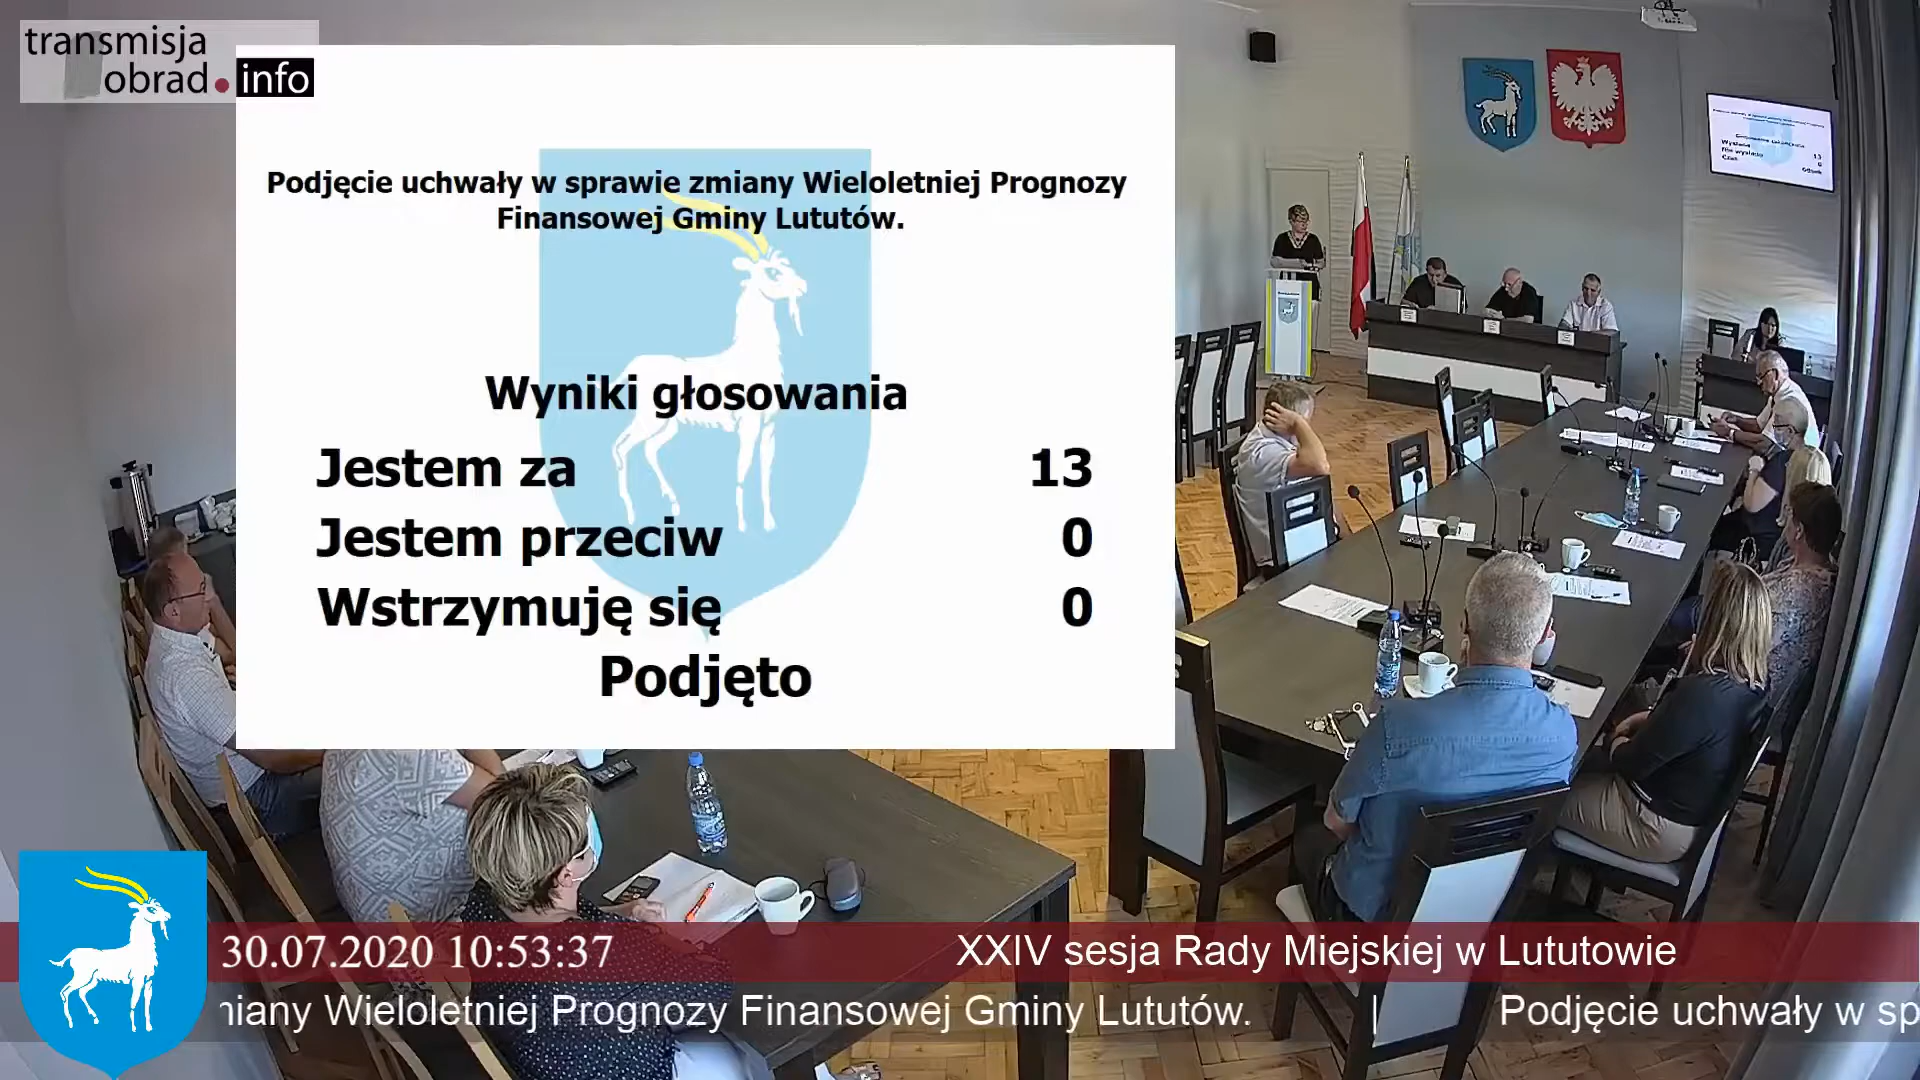 transmisja
obrad.info
Podjęcie uchwały w sprawie zmiany Wieloletniej Prognozy
Finansowej Gminy Lututów.
Wyniki głosowania
Jestem za 13
Jestem przeciw 0
Wstrzymuję się 0
Podjęto
30.07.2020 10:53:37 XXIV sesja Rady Miejskiej w Lututowie
miany Wieloletniej Prognozy Finansowej Gminy Lututów. | Podjęcie uchwały w sp